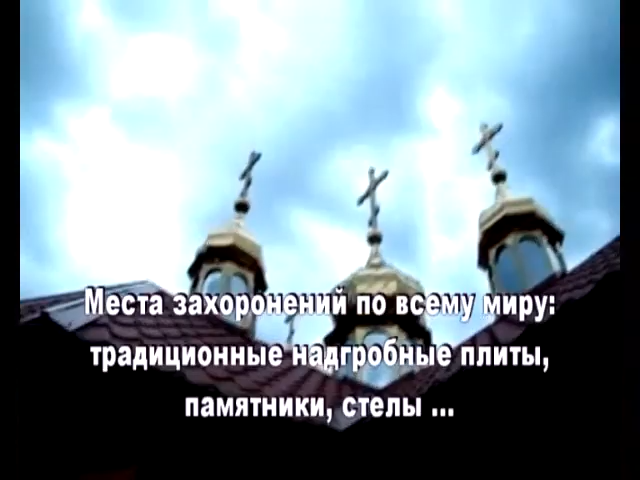 Места захоронений по всему миру:
традиционные надгробные плиты,
памятники, стелы ...